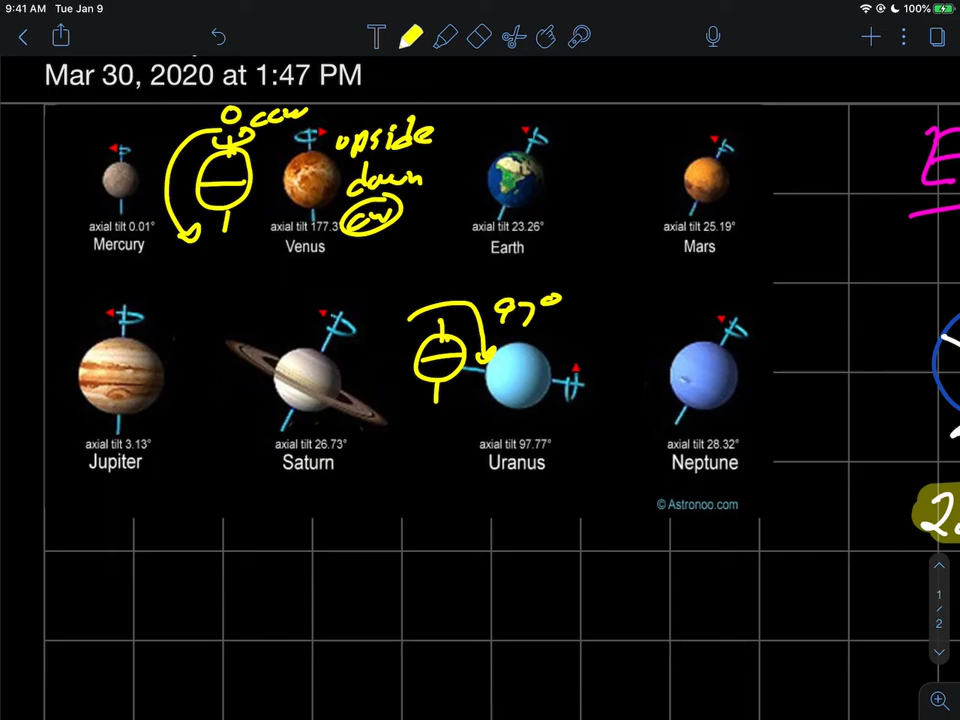 9:41 AM Tue Jan 9
100%
Mar 30, 2020 at 1:47 PM
0 ccw
upside
down
cw
axial tilt 0.01°
Mercury
axial tilt 177.3
Venus
axial tilt 23.26°
Earth
axial tilt 25.19°
Mars
97°
axial tilt 3.13°
Jupiter
axial tilt 26.73°
Saturn
axial tilt 97.77°
Uranus
axial tilt 28.32°
Neptune
© Astronoo.com
E
2
1
/
2